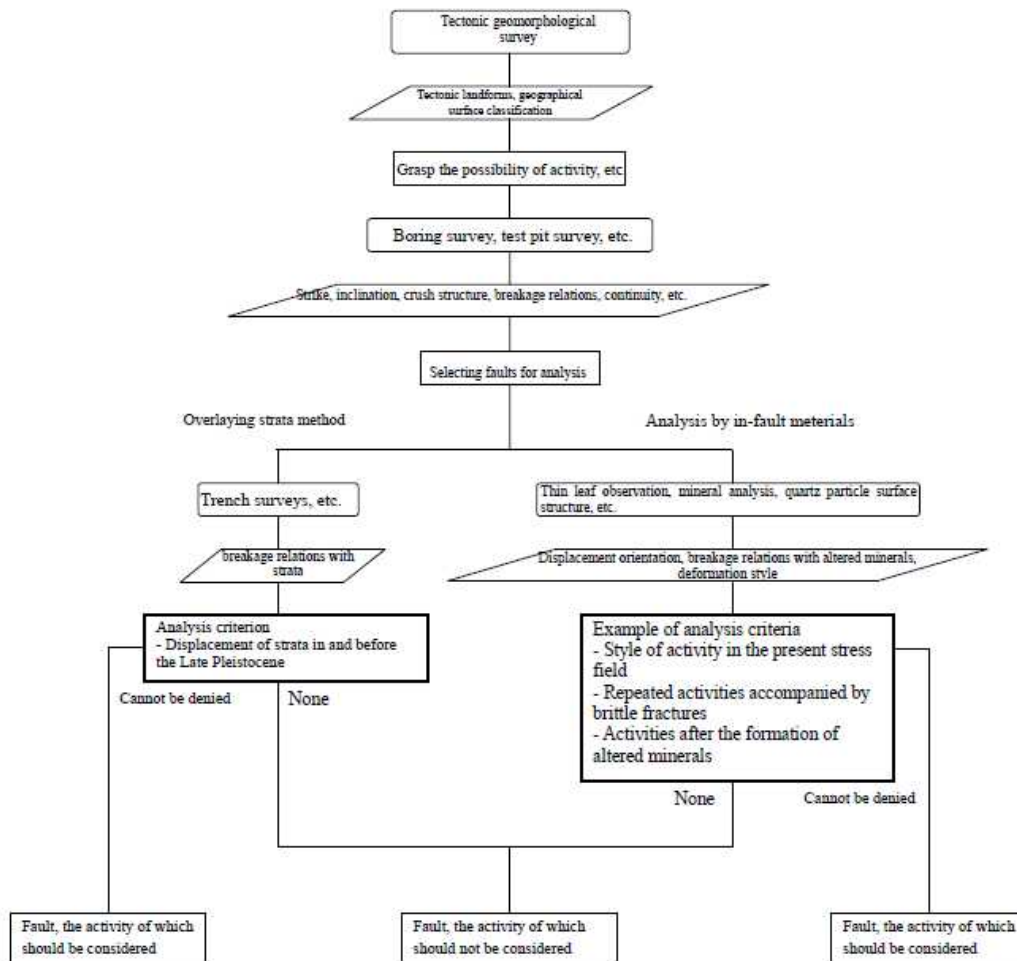 Tectonic geomorphological
survey
Tectonic landforms, geographical
surface classification
Grasp the possibility of activity, etc
Boring survey, test pit survey, etc.
Strike, inclination, crush structure, breakage relations, continuity, etc.
Selecting faults for analysis
Overlaying strata method
Analysis by in-fault meterials
Trench surveys, etc.
Thin leaf observation, mineral analysis, quartz particle surface
structure, etc.
breakage relations with
strata
Displacement orientation, breakage relations with altered minerals,
deformation style
Analysis criterion
- Displacement of strata in and before
the Late Pleistocene
Example of analysis criteria
- Style of activity in the present stress
field
- Repeated activities accompanied by
brittle fractures
- Activities after the formation of
altered minerals
Cannot be denied
None
None
Cannot be denied
Fault, the activity of which
should be considered
Fault, the activity of which
should not be considered
Fault, the activity of which
should be considered